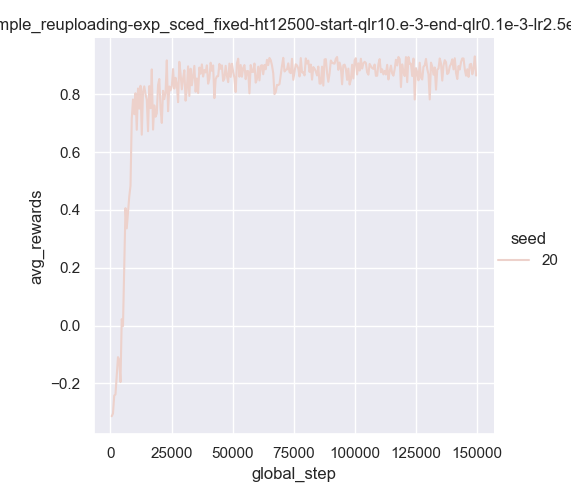 mple_reuploading-exp_sced_fixed-ht12500-start-qlr10.e-3-end-qlr0.1e-3-lr2.5e
0.8
0.6
0.4
0.2
0.0
−0.2
avg_rewards
0 25000 50000 75000 100000 125000 150000
global_step
seed
20